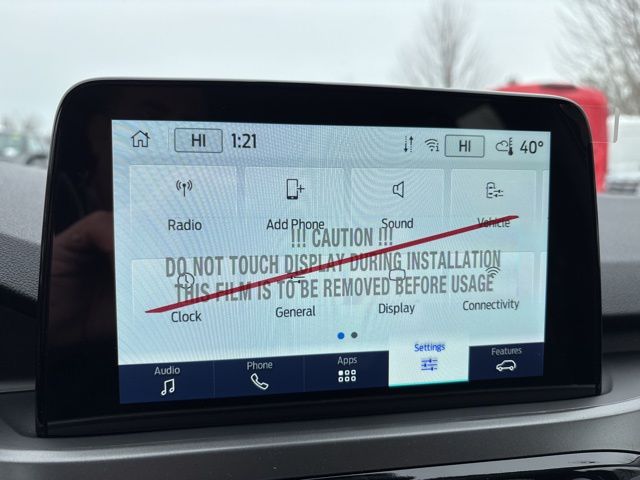 HI 1:21 HI 40°
Radio Add Phone Sound Vehicle
!!! CAUTION !!!
DO NOT TOUCH DISPLAY DURING INSTALLATION
THIS FILM IS TO BE REMOVED BEFORE USAGE
Clock General Display Connectivity
Audio Phone Apps Settings Features